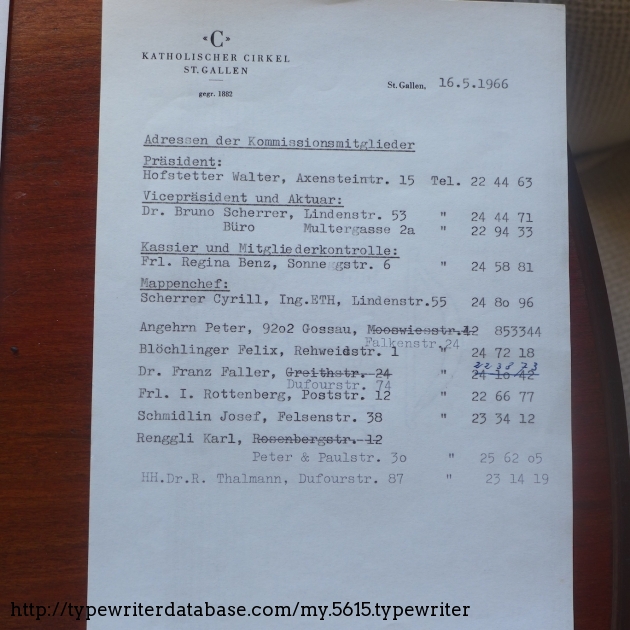 «C»
KATHOLISCHER CIRKEL
ST. GALLEN
gegr. 1882
St. Gallen, 16.5.1966
Adressen der Kommissionsmitglieder
Präsident:
Hofstetter Walter, Axensteintr. 15 Tel. 22 44 63
Vicepräsident und Aktuar:
Dr. Bruno Scherrer, Lindenstr. 53 " 24 44 71
Büro Multergasse 2a " 22 94 33
Kassier und Mitgliederkontrolle:
Frl. Regina Benz, Sonne gstr. 6 " 24 58 81
Mappenchef:
Scherrer Cyrill, Ing.ETH, Lindenstr.55 24 8o 96
Angehrn Peter, 92o2 Gossau, Mooswiesstr.42 853344
Falkenstr.24
Blöchlinger Felix, Rehweidstr. 1 " 24 72 18
22 38 73
Dr. Franz Faller, Greithstr. 24 " 24 16 42
Dufourstr. 74
Frl. I. Rottenberg, Poststr. 12 " 22 66 77
Schmidlin Josef, Felsenstr. 38 " 23 34 12
Renggli Karl, Rosenbergstr. 12
Peter & Paulstr. 3o " 25 62 o5
HH.Dr.R. Thalmann, Dufourstr. 87 " 23 14 19
http://typewriterdatabase.com/my.5615.typewriter